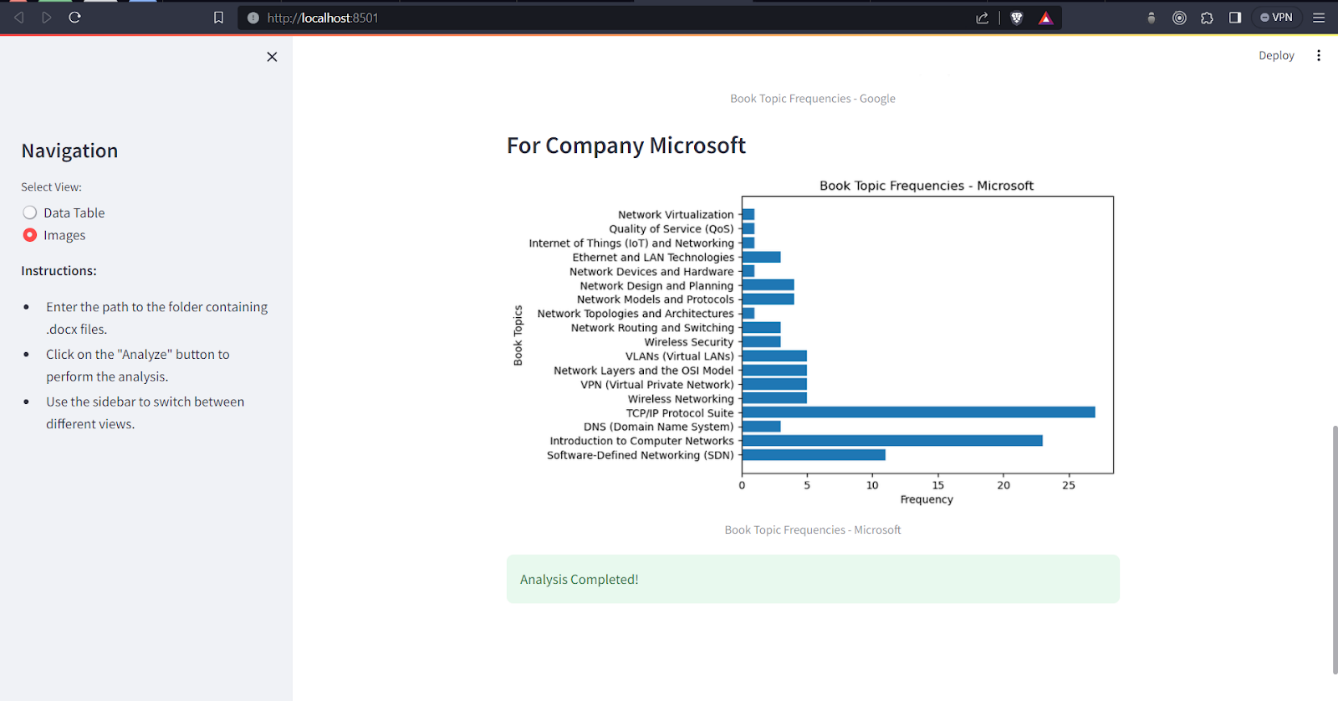 http://localhost:8501
VPN
Deploy
Navigation
Select View:
Data Table
Images
Instructions:
Enter the path to the folder containing
.docx files.
Click on the "Analyze" button to
perform the analysis.
Use the sidebar to switch between
different views.
Book Topic Frequencies - Google
For Company Microsoft
Book Topic Frequencies - Microsoft
Book Topics
Network Virtualization
Quality of Service (QoS)
Internet of Things (IoT) and Networking
Ethernet and LAN Technologies
Network Devices and Hardware
Network Design and Planning
Network Models and Protocols
Network Topologies and Architectures
Network Routing and Switching
Wireless Security
VLANs (Virtual LANs)
Network Layers and the OSI Model
VPN (Virtual Private Network)
Wireless Networking
TCP/IP Protocol Suite
DNS (Domain Name System)
Introduction to Computer Networks
Software-Defined Networking (SDN)
0 5 10 15 20 25
Frequency
Book Topic Frequencies - Microsoft
Analysis Completed!